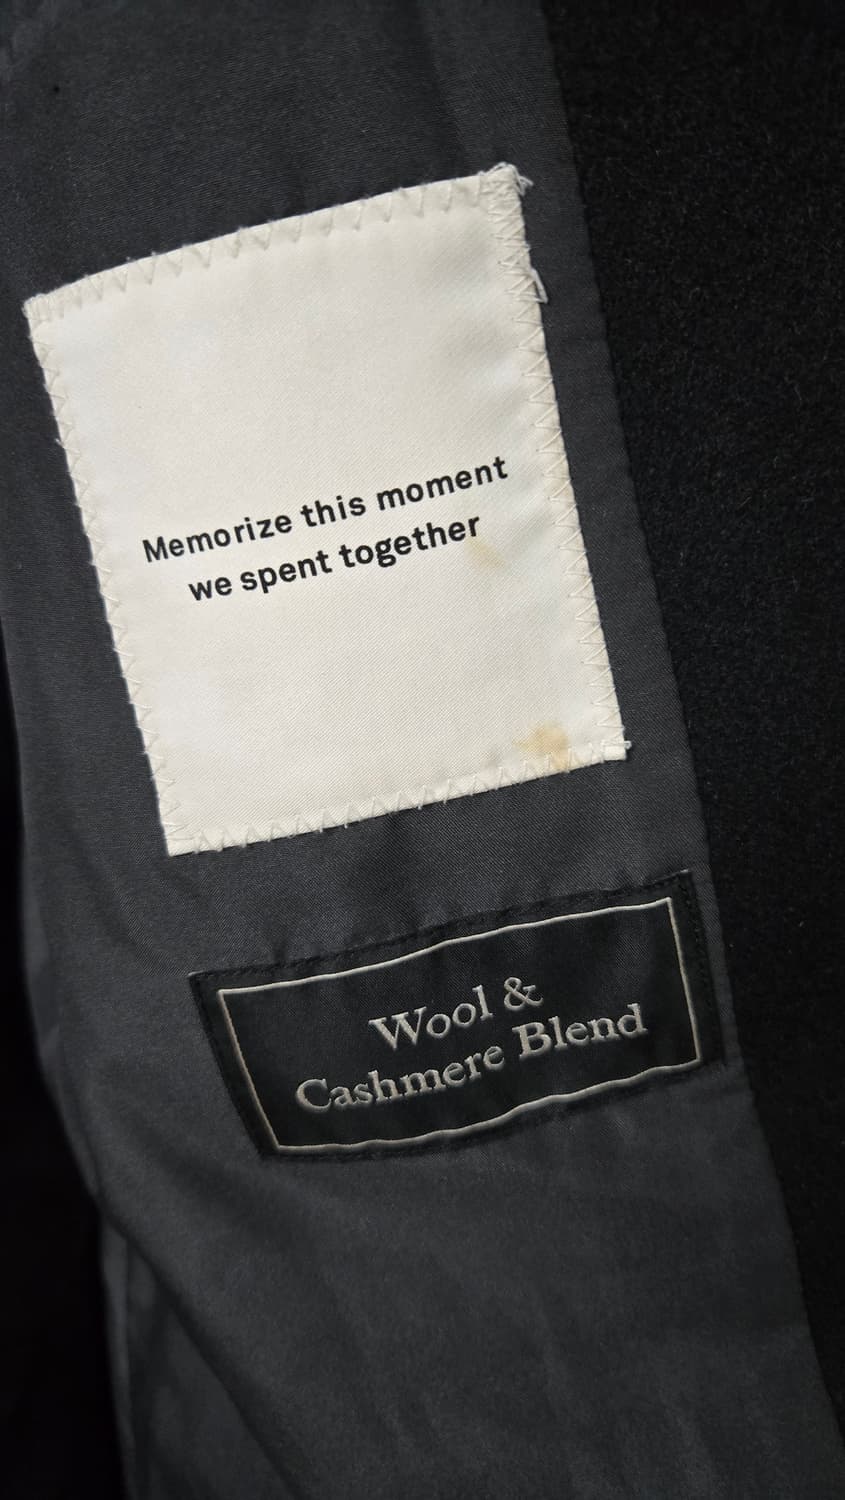 Memorize this moment
we spent together
Wool &
Cashmere Blend